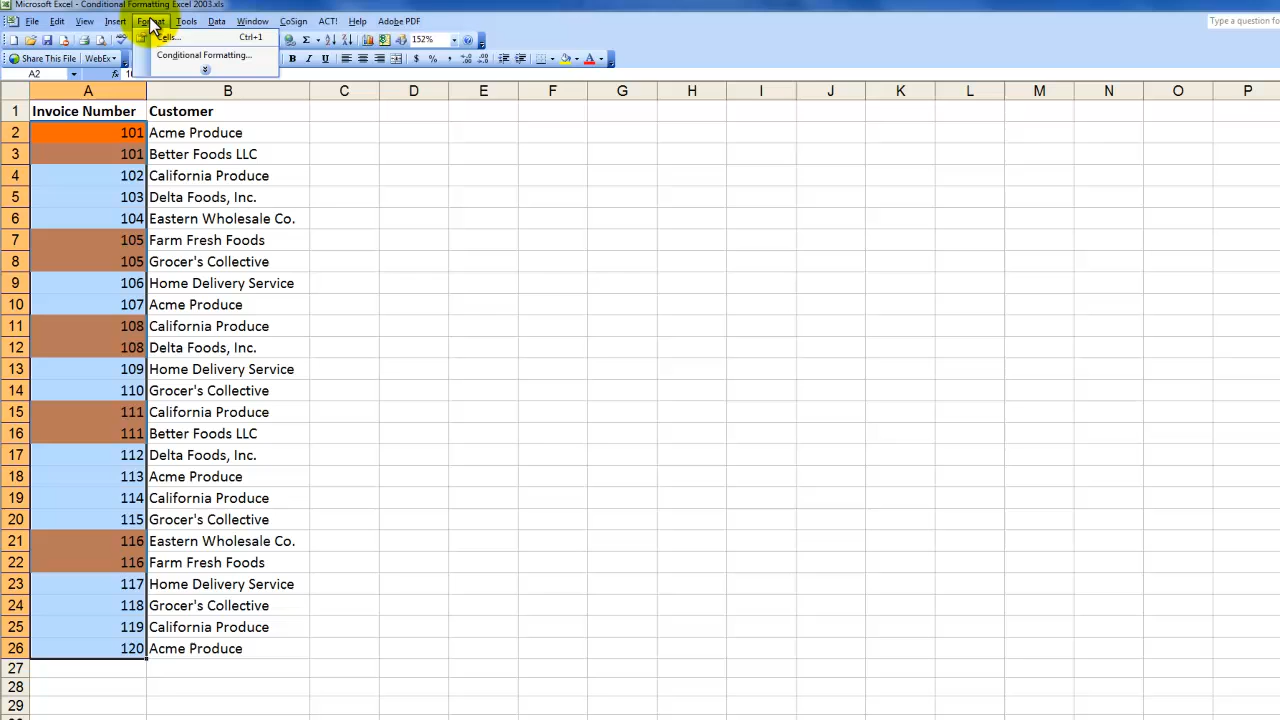 Microsoft Excel - Conditional Formatting Excel 2003.xls
File Edit View Insert Format Tools Data Window CoSign ACT! Help Adobe PDF
Type a question fo
Cells... Ctrl+1
Conditional Formatting...
152%
Share This File WebEx
A2
A B C D E F G H I J K L M N O P
1 Invoice Number Customer
2 101 Acme Produce
3 101 Better Foods LLC
4 102 California Produce
5 103 Delta Foods, Inc.
6 104 Eastern Wholesale Co.
7 105 Farm Fresh Foods
8 105 Grocer's Collective
9 106 Home Delivery Service
10 107 Acme Produce
11 108 California Produce
12 108 Delta Foods, Inc.
13 109 Home Delivery Service
14 110 Grocer's Collective
15 111 California Produce
16 111 Better Foods LLC
17 112 Delta Foods, Inc.
18 113 Acme Produce
19 114 California Produce
20 115 Grocer's Collective
21 116 Eastern Wholesale Co.
22 116 Farm Fresh Foods
23 117 Home Delivery Service
24 118 Grocer's Collective
25 119 California Produce
26 120 Acme Produce
27
28
29